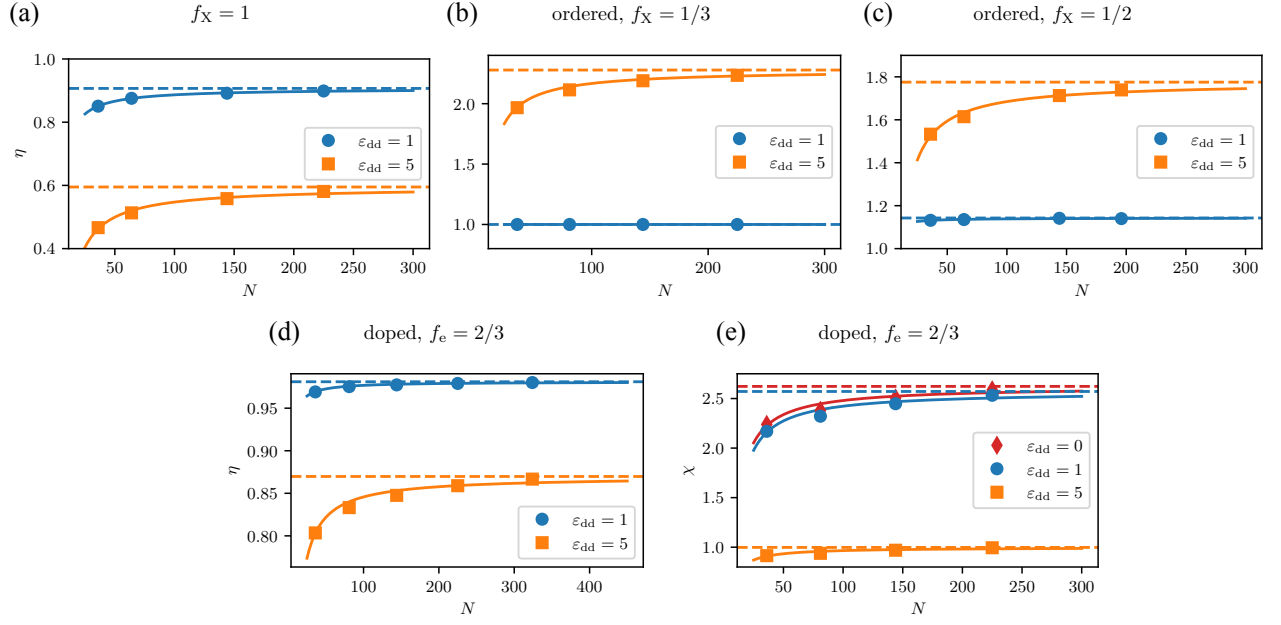 (a) f_X = 1
1.0
0.8
0.6
0.4
η
50 100 150 200 250 300
N
ε_dd = 1
ε_dd = 5
(b) ordered, f_X = 1/3
2.0
1.5
1.0
100 200 300
N
ε_dd = 1
ε_dd = 5
(c) ordered, f_X = 1/2
1.8
1.6
1.4
1.2
1.0
50 100 150 200 250 300
N
ε_dd = 1
ε_dd = 5
(d) doped, f_e = 2/3
0.95
0.90
0.85
0.80
η
100 200 300 400
N
ε_dd = 1
ε_dd = 5
(e) doped, f_e = 2/3
2.5
2.0
1.5
1.0
χ
50 100 150 200 250 300
N
ε_dd = 0
ε_dd = 1
ε_dd = 5